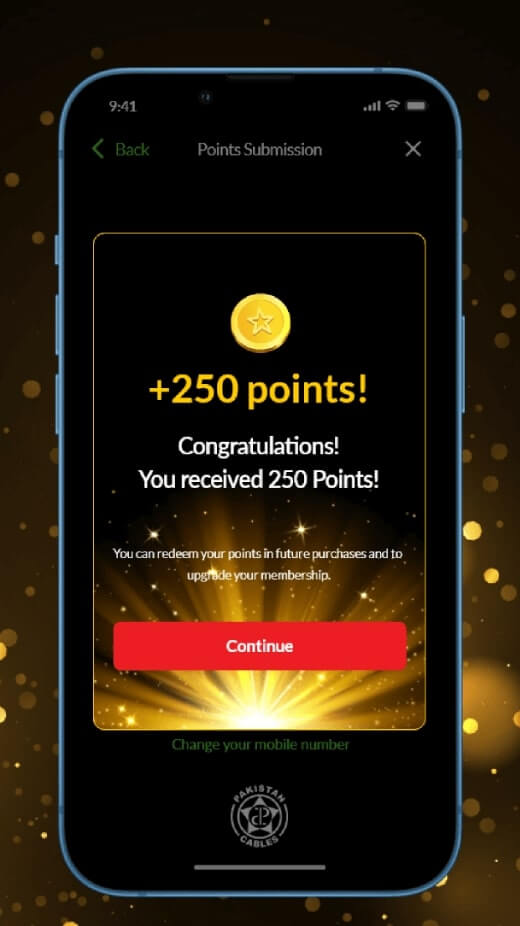 9:41
Back
Points Submission
+250 points!
Congratulations!
You received 250 Points!
You can redeem your points in future purchases and to
upgrade your membership.
Continue
Change your mobile number
PAKISTAN
CABLES